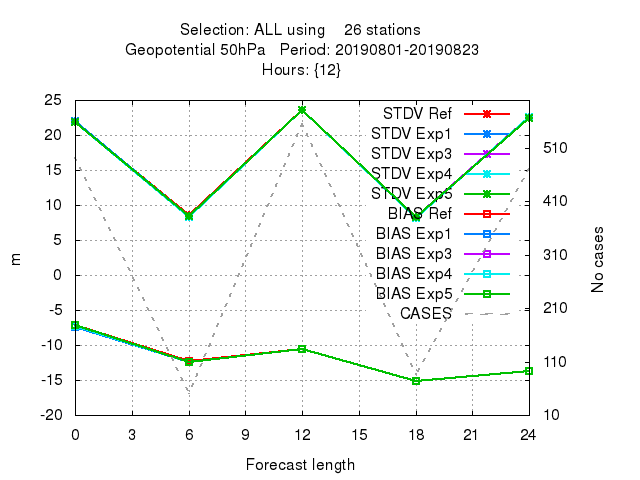 Selection: ALL using    26 stations
Geopotential 50hPa   Period: 20190801-20190823
Hours: {12}
25
20
15
10
5
0
-5
-10
-15
-20
m
STDV Ref
STDV Exp1
STDV Exp3
STDV Exp4
STDV Exp5
BIAS Ref
BIAS Exp1
BIAS Exp3
BIAS Exp4
BIAS Exp5
CASES
510
410
310
210
110
10
No cases
0 3 6 9 12 15 18 21 24
Forecast length